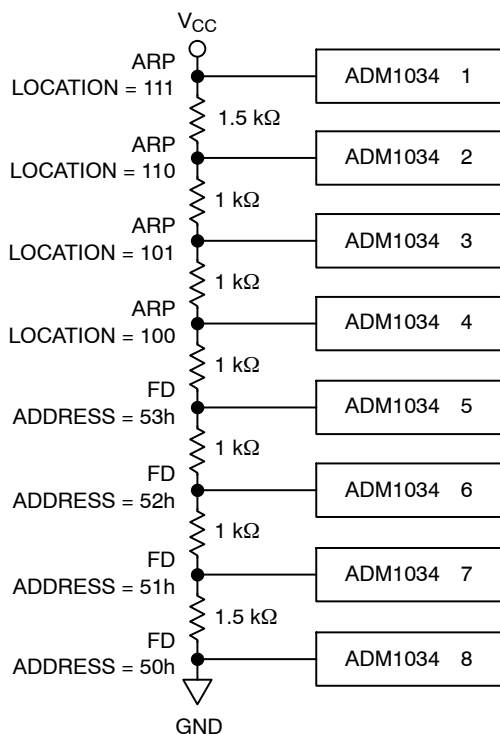 VCC
ARP
LOCATION = 111
ADM1034 1
1.5 kΩ
ARP
LOCATION = 110
ADM1034 2
1 kΩ
ARP
LOCATION = 101
ADM1034 3
1 kΩ
ARP
LOCATION = 100
ADM1034 4
1 kΩ
FD
ADDRESS = 53h
ADM1034 5
1 kΩ
FD
ADDRESS = 52h
ADM1034 6
1 kΩ
FD
ADDRESS = 51h
ADM1034 7
1.5 kΩ
FD
ADDRESS = 50h
ADM1034 8
GND